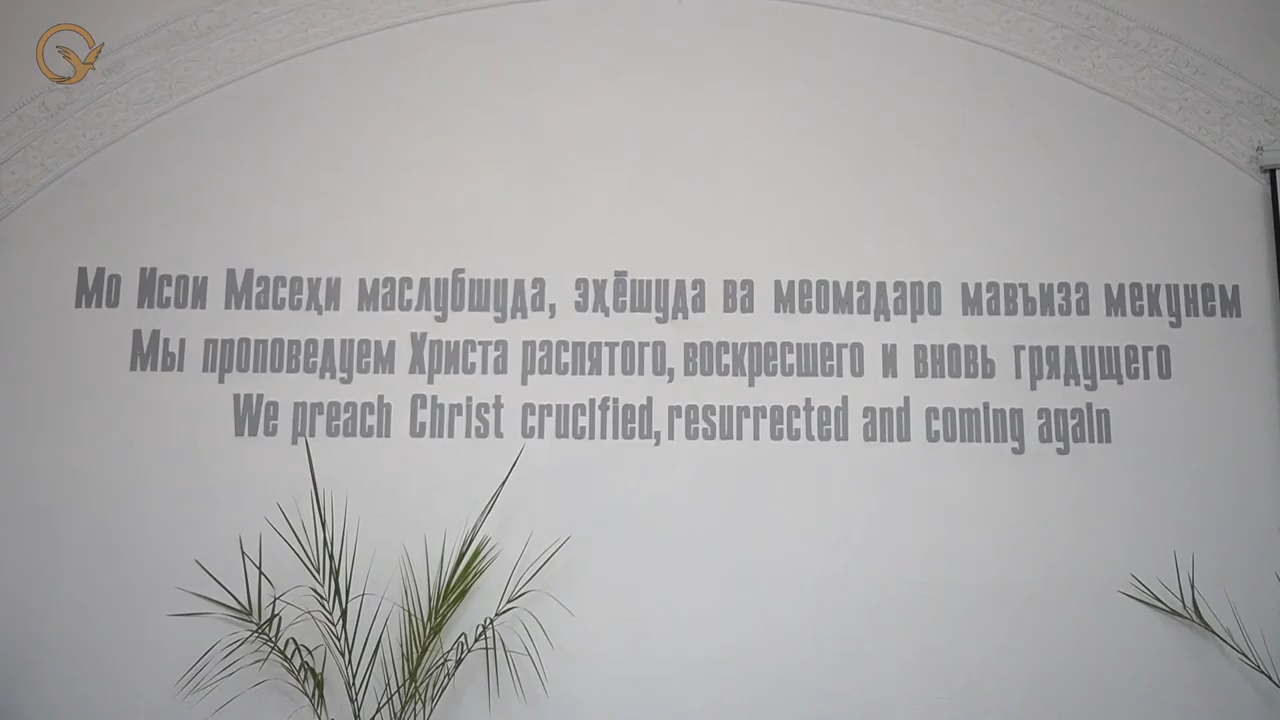 Мо Исои Масеҳи маслубшуда, эҳёшуда ва меомадаро мавъиза мекунем
Мы проповедуем Христа распятого, воскресшего и вновь грядущего
We preach Christ crucified, resurrected and coming again